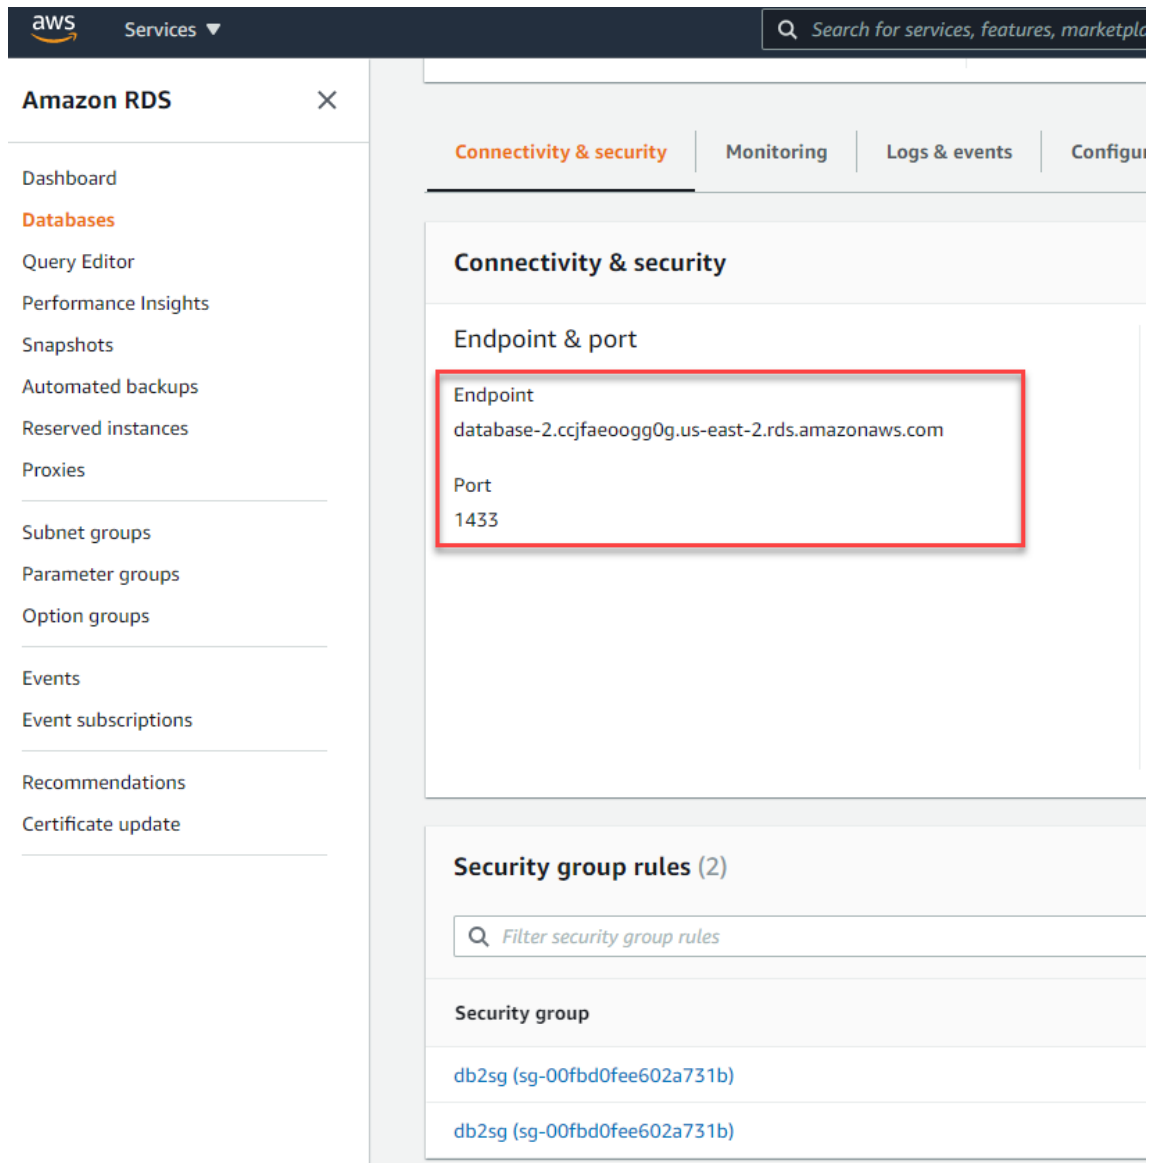 aws
Services
Search for services, features, marketpla
Amazon RDS
Dashboard
Databases
Query Editor
Performance Insights
Snapshots
Automated backups
Reserved instances
Proxies
Subnet groups
Parameter groups
Option groups
Events
Event subscriptions
Recommendations
Certificate update
Connectivity & security
Monitoring
Logs & events
Configur
Connectivity & security
Endpoint & port
Endpoint
database-2.ccjfaeoogg0g.us-east-2.rds.amazonaws.com
Port
1433
Security group rules (2)
Filter security group rules
Security group
db2sg (sg-00fbd0fee602a731b)
db2sg (sg-00fbd0fee602a731b)